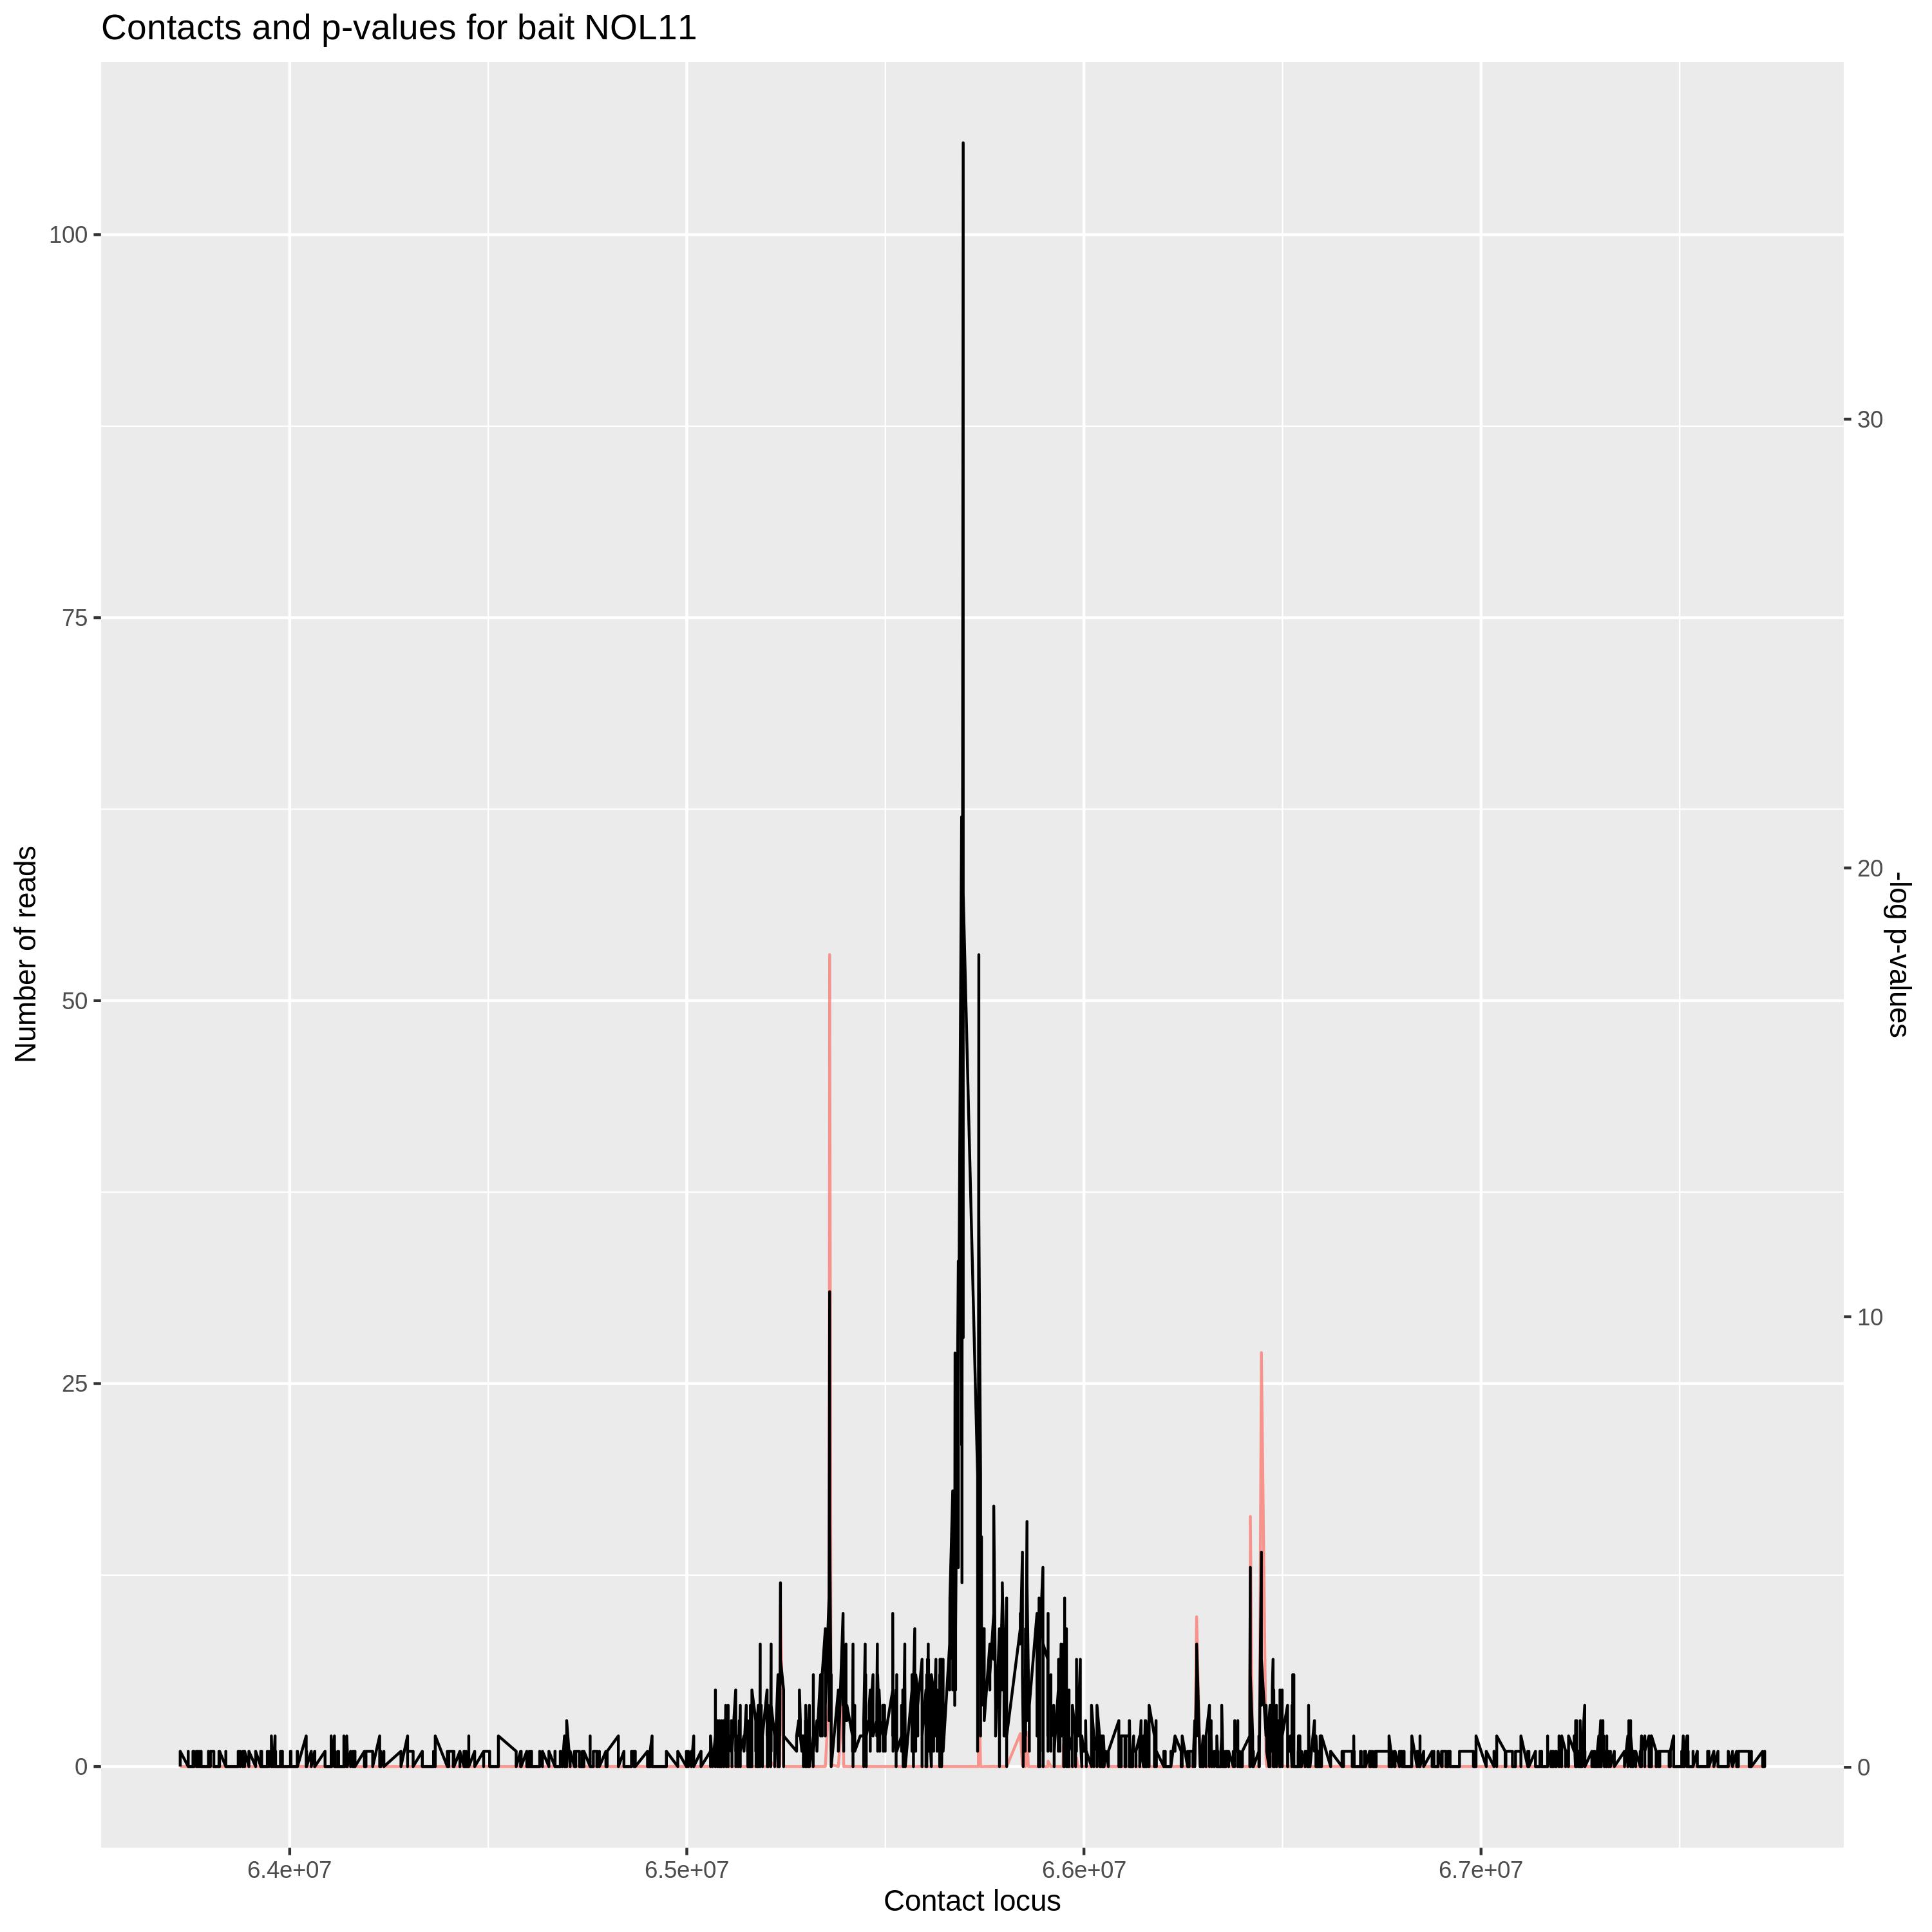 Contacts and p-values for bait NOL11
Number of reads
100
75
50
25
0
30
20
10
0
-log p-values
6.4e+07
6.5e+07
6.6e+07
6.7e+07
Contact locus